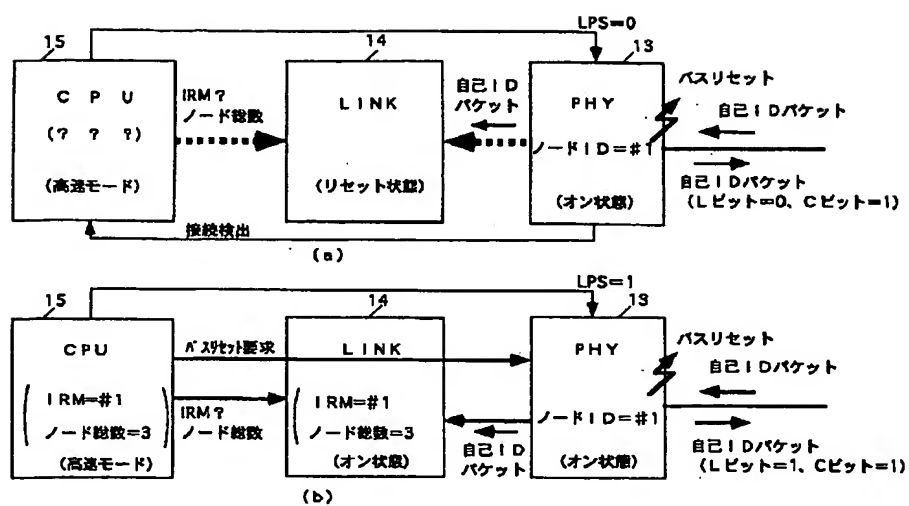 LPS=0
15
14
13
CPU
(???)
(高速モード)
IRM?
ノード総数
LINK
(リセット状態)
自己ID
パケット
PHY
ノードID=#1
(オン状態)
バスリセット
自己IDパケット
自己IDパケット
(Lビット=0、Cビット=1)
接続検出
(a)
LPS=1
15
14
13
CPU
IRM=#1
ノード総数=3
(高速モード)
バスリセット要求
IRM?
ノード総数
LINK
IRM=#1
ノード総数=3
(オン状態)
自己ID
パケット
PHY
ノードID=#1
(オン状態)
バスリセット
自己IDパケット
自己IDパケット
(Lビット=1、Cビット=1)
(b)